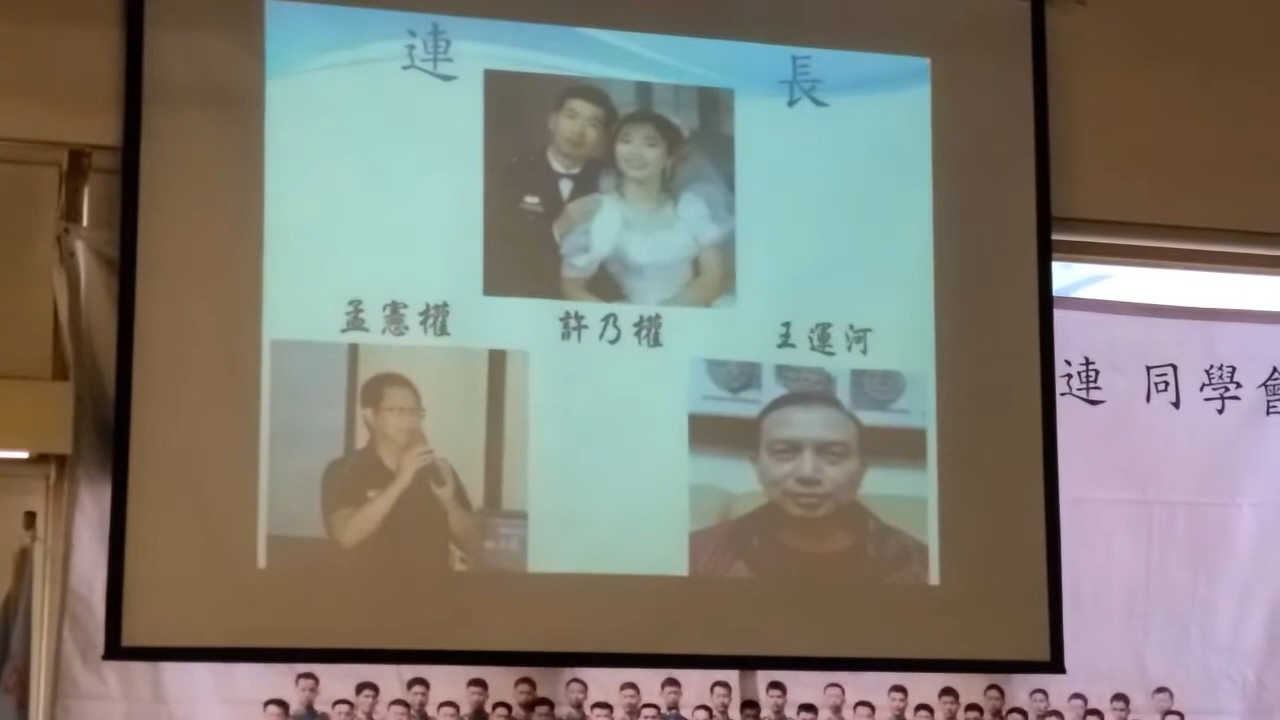 連 長
孟憲權 許乃權 王運河
連 同學會